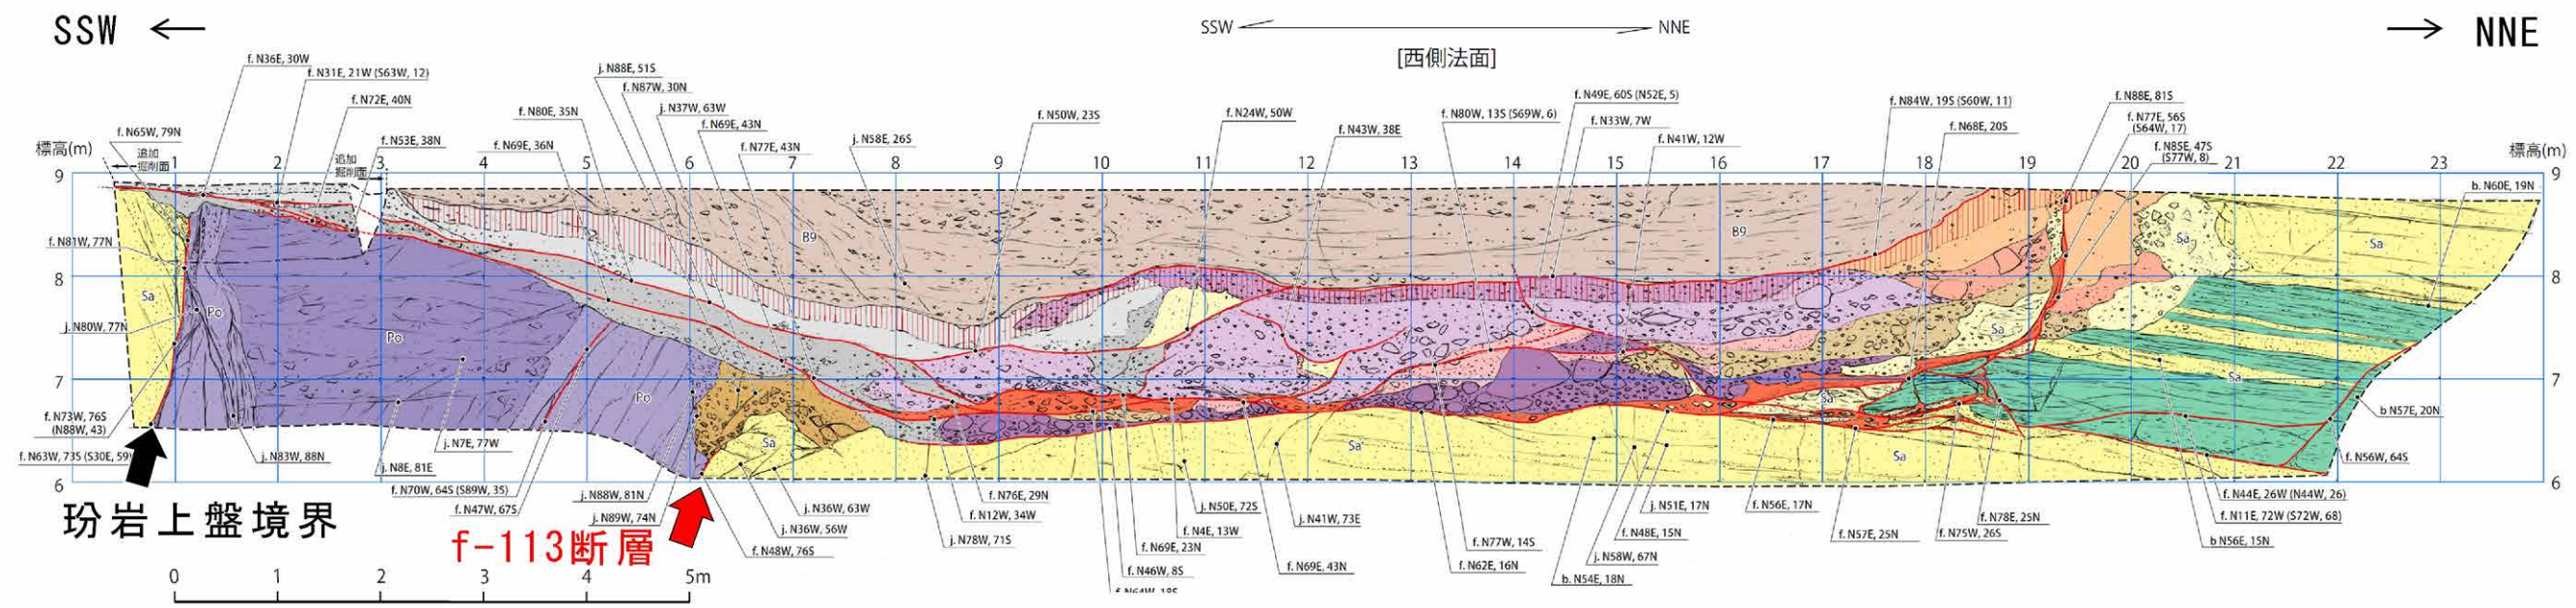 SSW ←
SSW NNE
→ NNE
[西側法面]
f. N36E, 30W
f. N31E, 21W (S63W, 12)
f. N72E, 40N
f. N65W, 79N
f. N53E, 38N
f. N80E, 35N
f. N69E, 36N
j. N88E, 51S
f. N87W, 30N
j. N37W, 63W
f. N69E, 43N
f. N77E, 43N
j. N58E, 26S
f. N50W, 23S
f. N24W, 50W
f. N43W, 38E
f. N80W, 13S (S69W, 6)
f. N49E, 60S (N52E, 5)
f. N33W, 7W
f. N41W, 12W
f. N84W, 19S (S60W, 11)
f. N68E, 20S
f. N88E, 81S
f. N77E, 56S
(S64W, 17)
f. N85E, 47S
(S77W, 8)
b. N60E, 19N
標高(m)
追加
掘削面
追加
掘削面
標高(m)
1 2 3 4 5 6 7 8 9 10 11 12 13 14 15 16 17 18 19 20 21 22 23
9 9
B9 B9
Sa Sa
f. N81W, 77N
8 8
Sa
Po
j. N80W, 77N
Po
Sa
7 7
Po
Sa
Sa
f. N73W, 76S
(N88W, 43)
b N57E, 20N
Sa
Sa
Sa
f. N63W, 73S (S30E, 59)
j. N83W, 88N
j. N8E, 81E
j. N7E, 77W
f. N56W, 64S
6 6
f. N70W, 64S (S89W, 35)
f. N47W, 67S
j. N88W, 81N
j. N89W, 74N
j. N36W, 63W
j. N36W, 56W
f. N48W, 76S
f. N76E, 29N
f. N12W, 34W
j. N78W, 71S
j. N50E, 72S
f. N4E, 13W
f. N69E, 23N
f. N46W, 8S
f. N64W, 18S
j. N41W, 73E
f. N69E, 43N
f. N77W, 14S
f. N62E, 16N
j. N51E, 17N
f. N48E, 15N
j. N58W, 67N
b. N54E, 18N
f. N56E, 17N
f. N57E, 25N
f. N78E, 25N
f. N75W, 26S
f. N44E, 26W (N44W, 26)
f. N11E, 72W (S72W, 68)
b N56E, 15N
玢岩上盤境界
f-113断層
0 1 2 3 4 5m